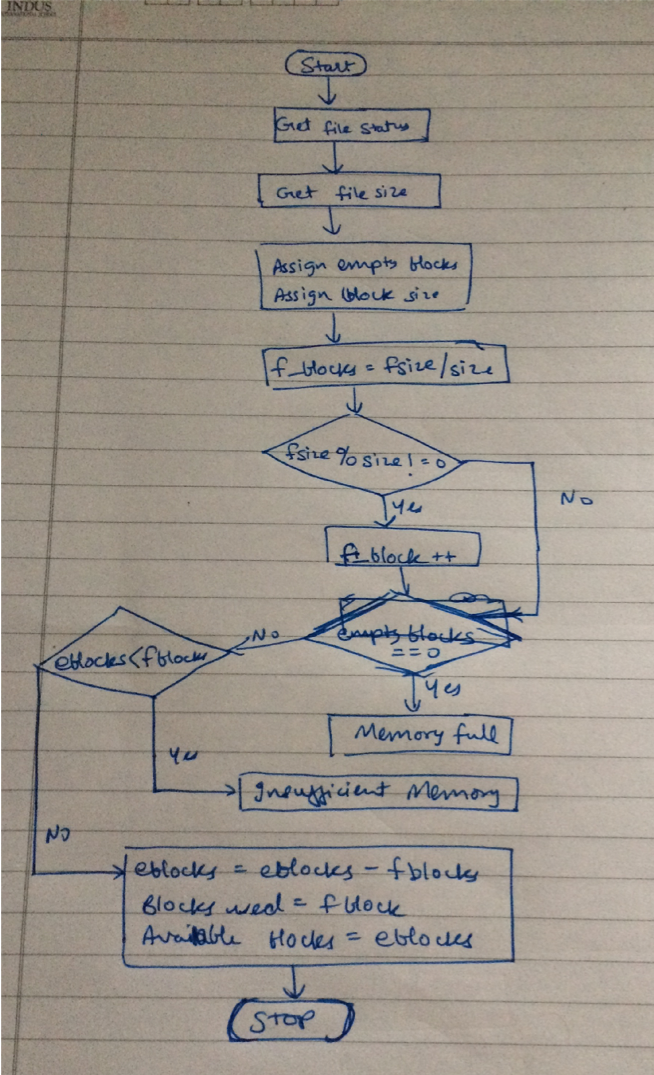 INDUS
Start
Get file status
Get file size
Assign empty blocks
Assign block size
f_blocks = fsize/size
fsize % size != 0
Yes
No
f_block ++
empty blocks
== 0
No
eblocks < fblocks
Yes
Memory full
Yes
Insufficient Memory
No
eblocks = eblocks - fblocks
Blocks used = fblock
Available blocks = eblocks
STOP